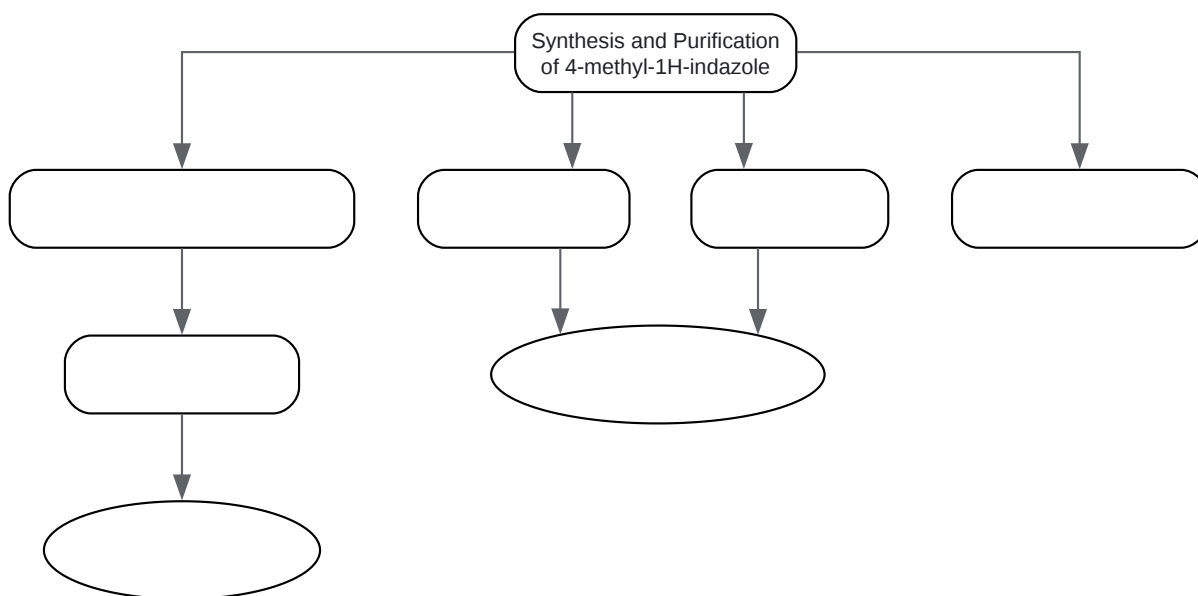 Synthesis and Purification
of 4-methyl-1H-indazole